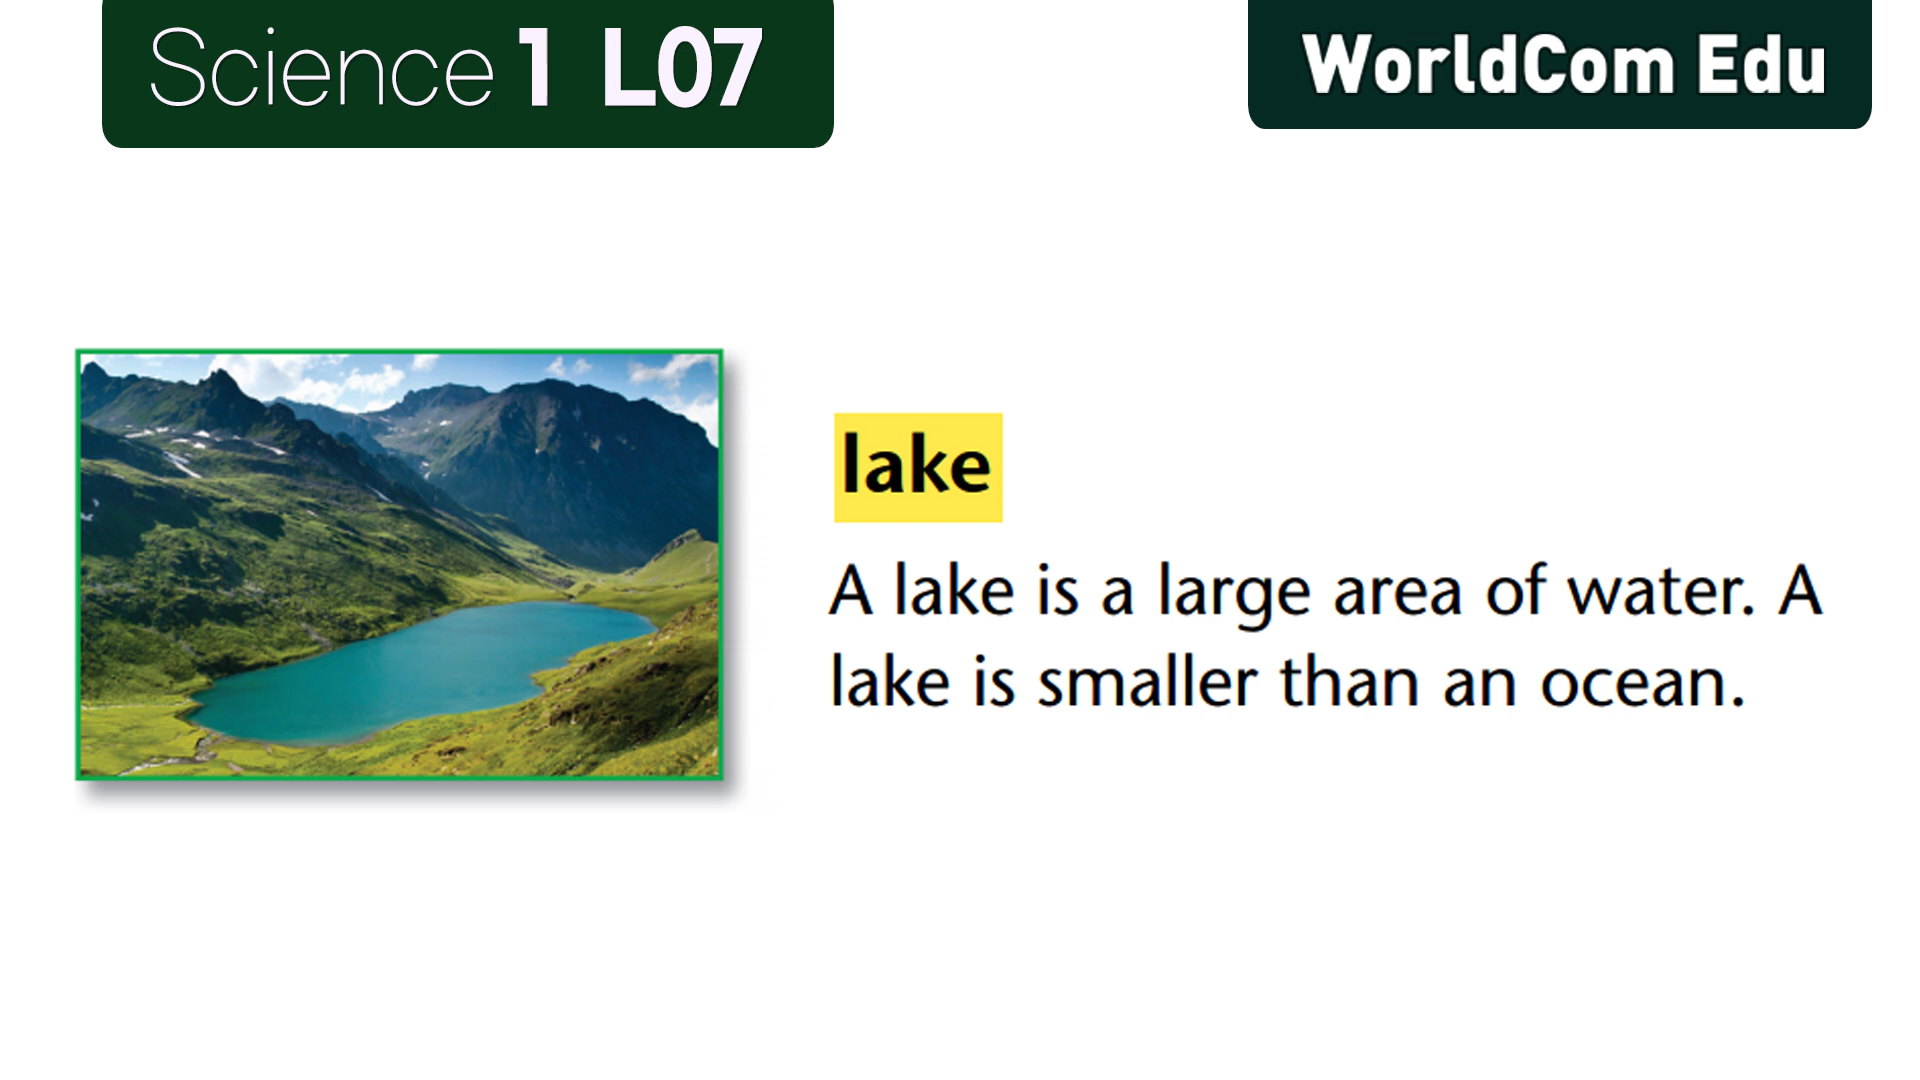 Science 1 L07
WorldCom Edu
lake
A lake is a large area of water. A
lake is smaller than an ocean.